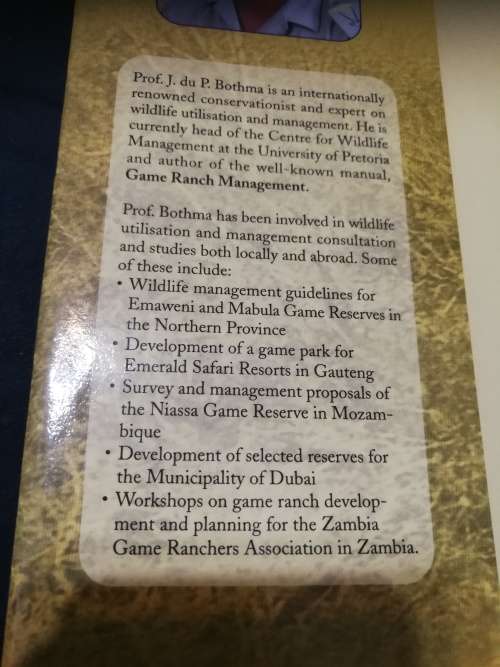 Prof. J. du P. Bothma is an internationally
renowned conservationist and expert on
wildlife utilisation and management. He is
currently head of the Centre for Wildlife
Management at the University of Pretoria
and author of the well-known manual,
Game Ranch Management.
Prof. Bothma has been involved in wildlife
utilisation and management consultation
and studies both locally and abroad. Some
of these include:
• Wildlife management guidelines for
Emaweni and Mabula Game Reserves in
the Northern Province
• Development of a game park for
Emerald Safari Resorts in Gauteng
• Survey and management proposals of
the Niassa Game Reserve in Mozam-
bique
• Development of selected reserves for
the Municipality of Dubai
• Workshops on game ranch develop-
ment and planning for the Zambia
Game Ranchers Association in Zambia.